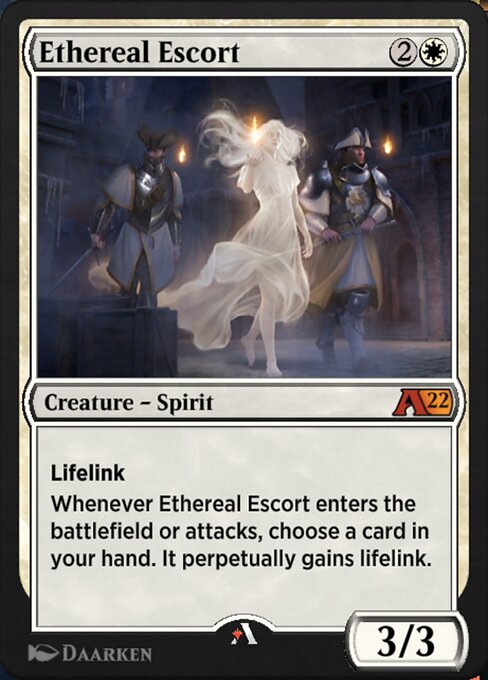 Ethereal Escort 2
Creature – Spirit A22
Lifelink
Whenever Ethereal Escort enters the
battlefield or attacks, choose a card in
your hand. It perpetually gains lifelink.
3/3
DAARKEN